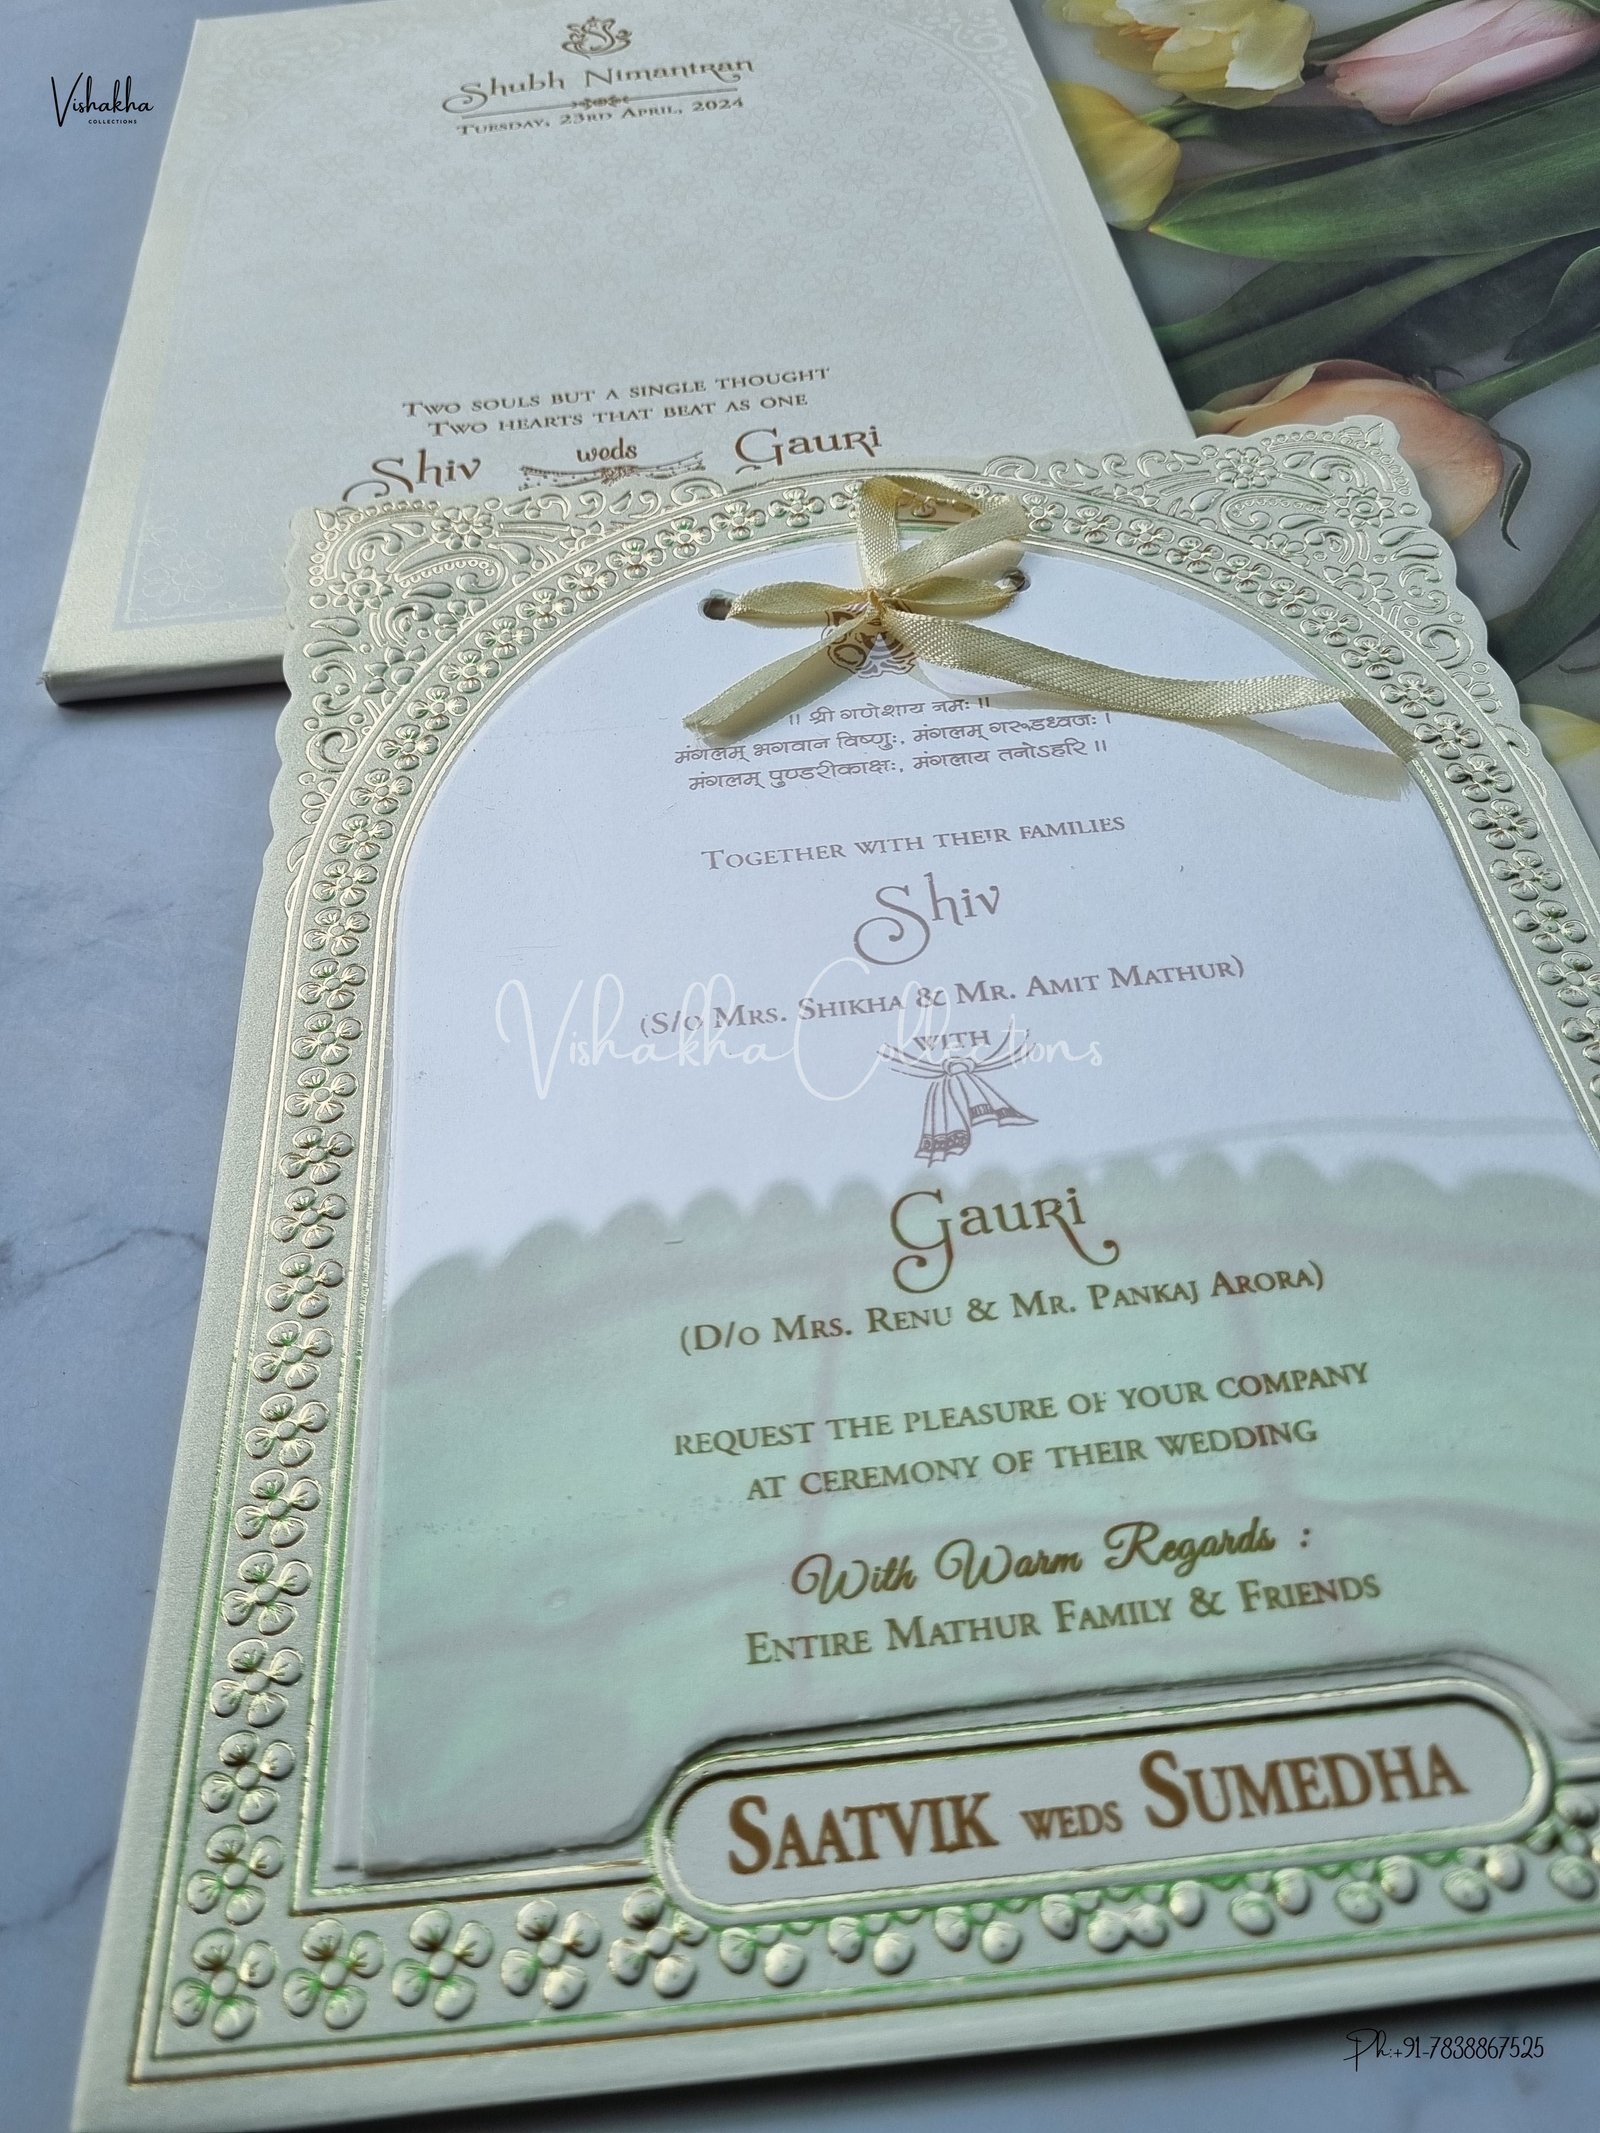 Vishakha
COLLECTIONS
Shubh Nimantran
Tuesday, 23rd April, 2024
Two souls but a single thought
Two hearts that beat as one
Shiv weds Gauri
।। श्री गणेशाय नमः ।।
मंगलम् भगवान विष्णुः, मंगलम् गरूडध्वजः ।
मंगलम् पुण्डरीकाक्षः, मंगलाय तनोऽहरि ।।
Together with their families
Shiv
(S/o Mrs. Shikha & Mr. Amit Mathur)
with
Vishakha Collections
Gauri
(D/o Mrs. Renu & Mr. Pankaj Arora)
request the pleasure of your company
at ceremony of their wedding
With Warm Regards :
Entire Mathur Family & Friends
Saatvik weds Sumedha
Ph:+91-7838867525